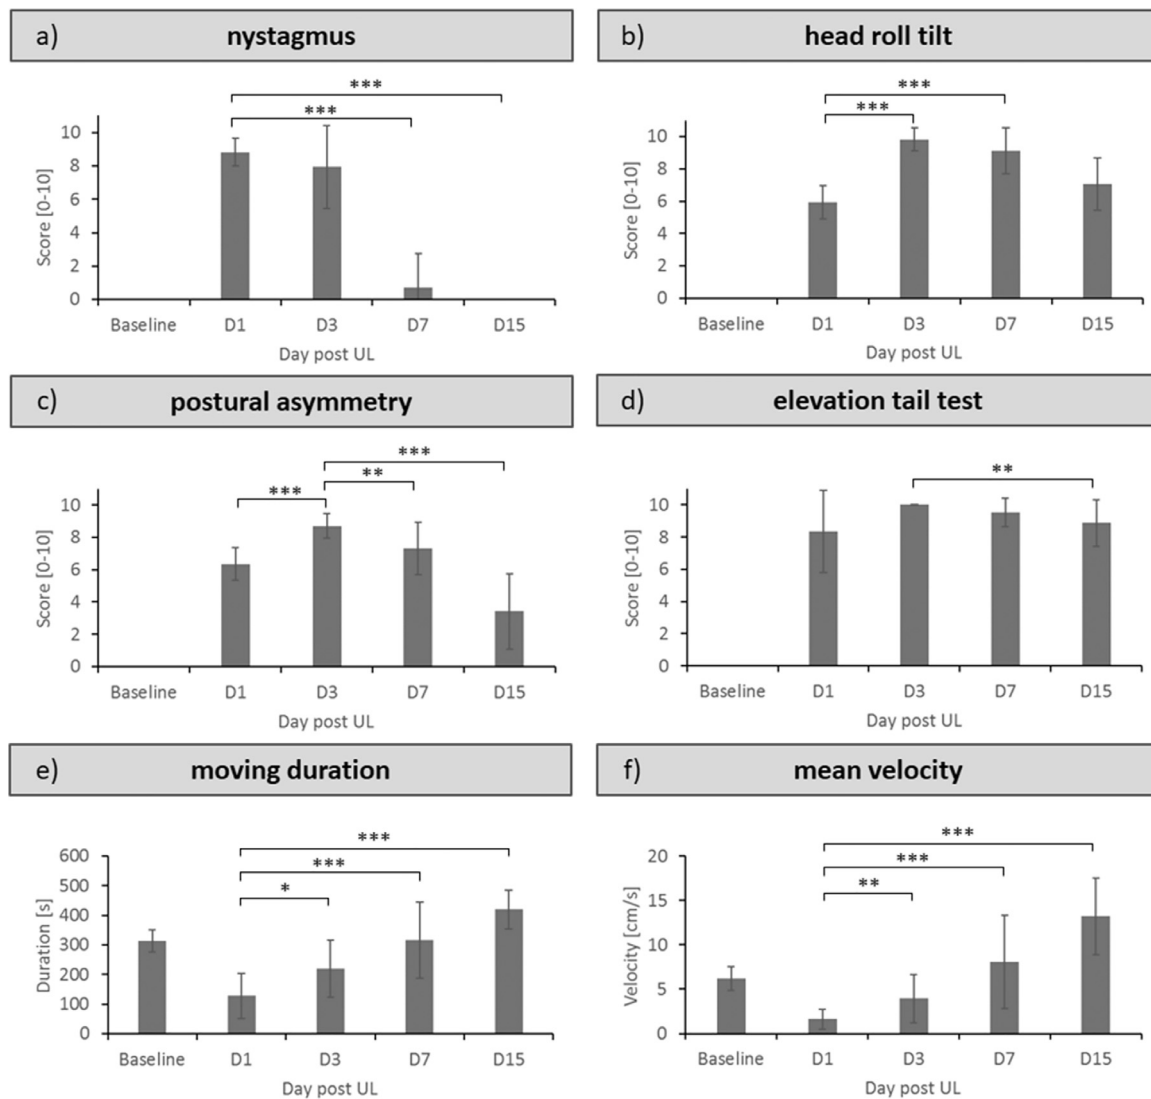 a) nystagmus
***
***
10
8
6
4
2
0
Score [0-10]
Baseline D1 D3 D7 D15
Day post UL
b) head roll tilt
***
***
10
8
6
4
2
0
Score [0-10]
Baseline D1 D3 D7 D15
Day post UL
c) postural asymmetry
***
**
***
10
8
6
4
2
0
Score [0-10]
Baseline D1 D3 D7 D15
Day post UL
d) elevation tail test
**
10
8
6
4
2
0
Score [0-10]
Baseline D1 D3 D7 D15
Day post UL
e) moving duration
***
***
*
600
500
400
300
200
100
0
Duration [s]
Baseline D1 D3 D7 D15
Day post UL
f) mean velocity
***
***
**
20
15
10
5
0
Velocity [cm/s]
Baseline D1 D3 D7 D15
Day post UL